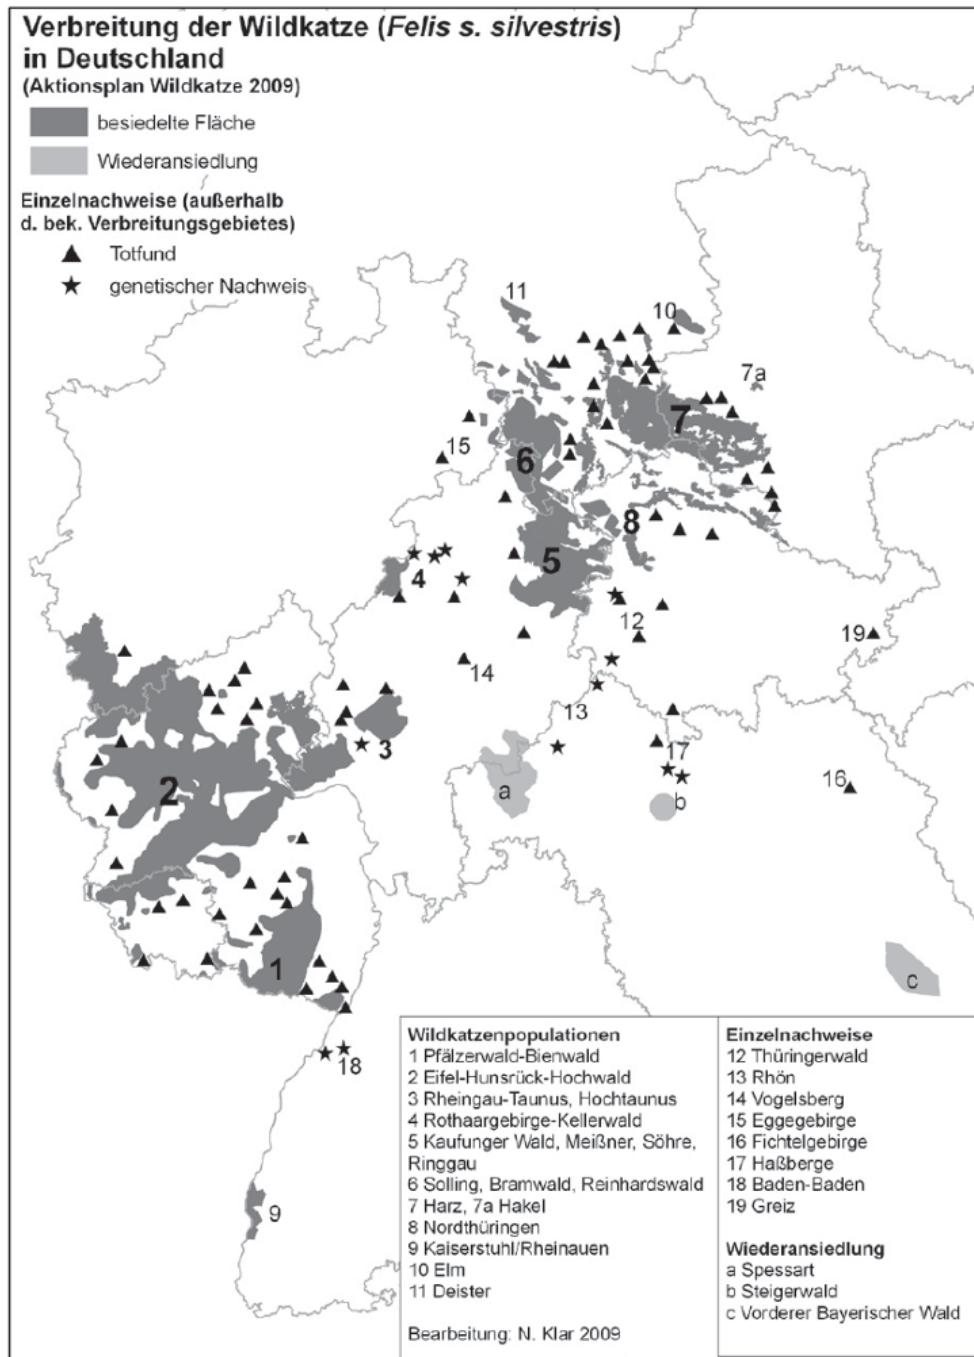 Verbreitung der Wildkatze (Felis s. silvestris)
in Deutschland
(Aktionsplan Wildkatze 2009)
besiedelte Fläche
Wiederansiedlung
Einzelnachweise (außerhalb
d. bek. Verbreitungsgebietes)
Totfund
genetischer Nachweis
11
10
7a
7
15
6
8
5
4
12
19
14
13
3
17
16
2
a
b
1
c
18
9
Wildkatzenpopulationen
1 Pfälzerwald-Bienwald
2 Eifel-Hunsrück-Hochwald
3 Rheingau-Taunus, Hochtaunus
4 Rothaargebirge-Kellerwald
5 Kaufunger Wald, Meißner, Söhre,
Ringgau
6 Solling, Bramwald, Reinhardswald
7 Harz, 7a Hakel
8 Nordthüringen
9 Kaiserstuhl/Rheinauen
10 Elm
11 Deister
Bearbeitung: N. Klar 2009
Einzelnachweise
12 Thüringerwald
13 Rhön
14 Vogelsberg
15 Eggegebirge
16 Fichtelgebirge
17 Haßberge
18 Baden-Baden
19 Greiz
Wiederansiedlung
a Spessart
b Steigerwald
c Vorderer Bayerischer Wald